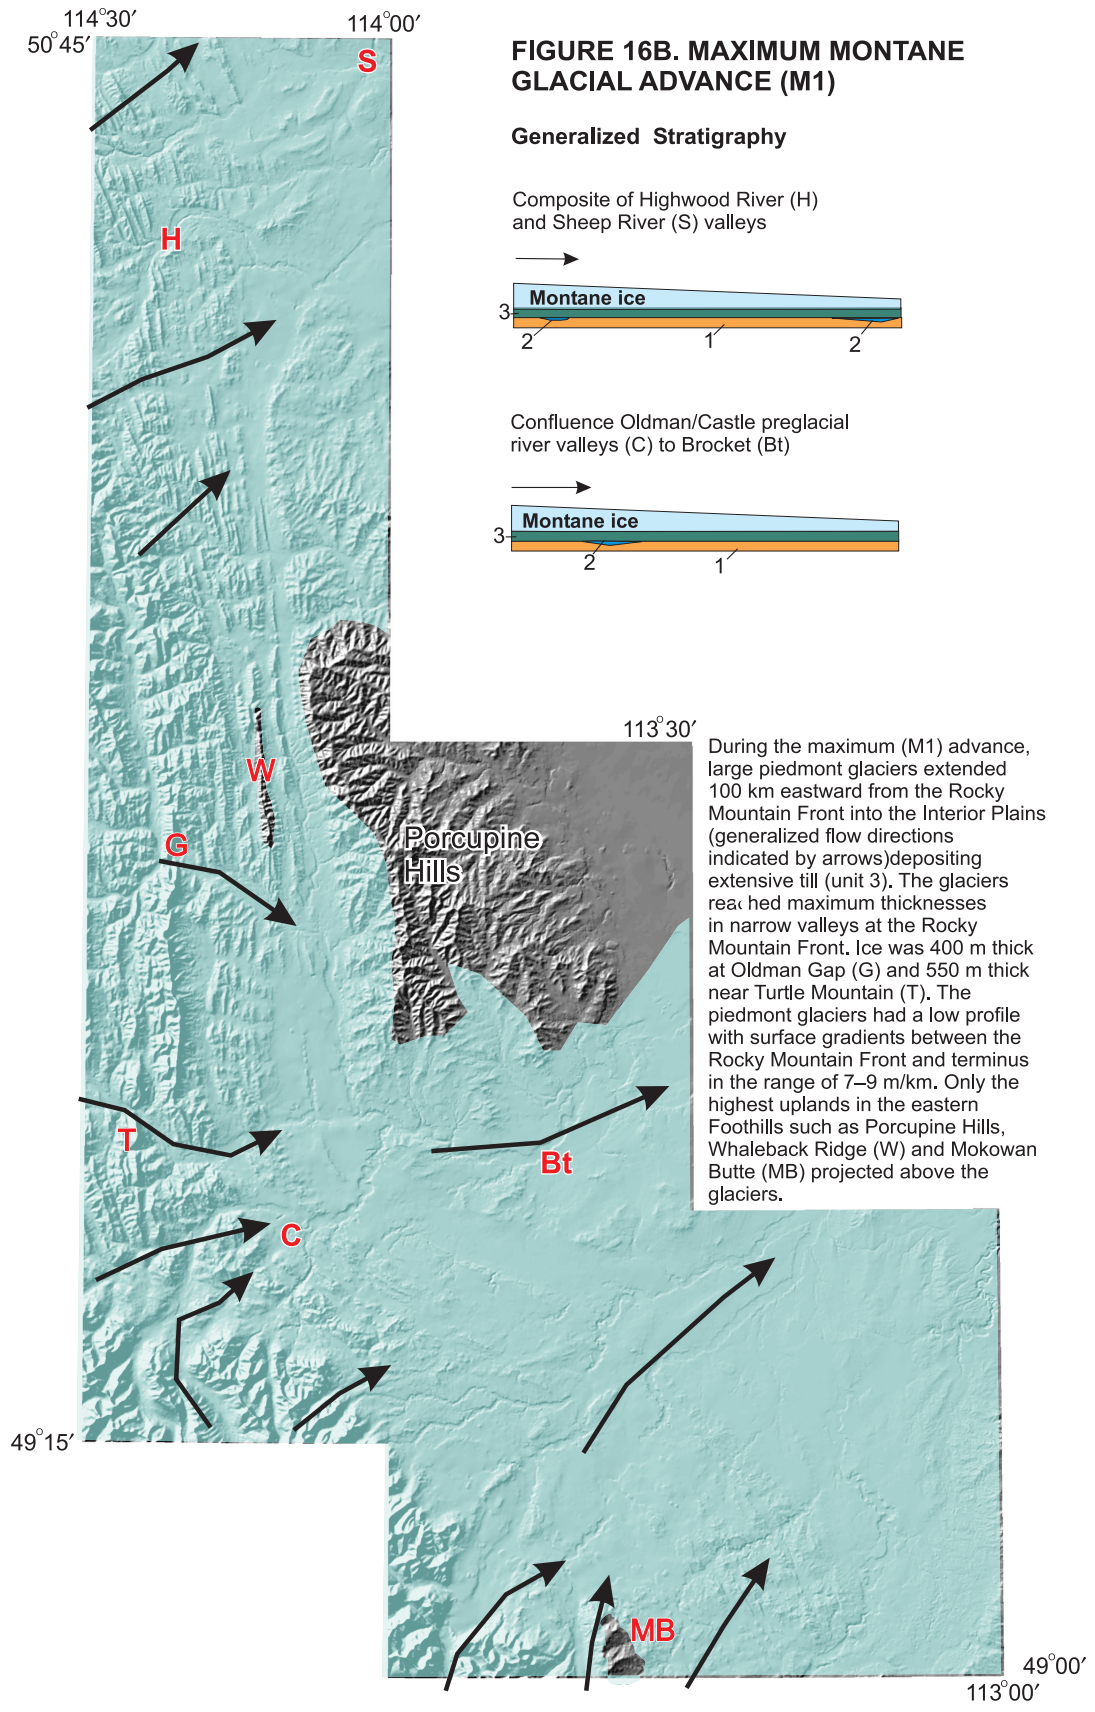 114°30′
114°00′
50°45′
S
FIGURE 16B. MAXIMUM MONTANE
GLACIAL ADVANCE (M1)
Generalized Stratigraphy
Composite of Highwood River (H)
and Sheep River (S) valleys
H
Montane ice
3
2
1
2
Confluence Oldman/Castle preglacial
river valleys (C) to Brocket (Bt)
Montane ice
3
2
1
113°30′
During the maximum (M1) advance,
large piedmont glaciers extended
100 km eastward from the Rocky
Mountain Front into the Interior Plains
(generalized flow directions
indicated by arrows)depositing
extensive till (unit 3). The glaciers
reached maximum thicknesses
in narrow valleys at the Rocky
Mountain Front. Ice was 400 m thick
at Oldman Gap (G) and 550 m thick
near Turtle Mountain (T). The
piedmont glaciers had a low profile
with surface gradients between the
Rocky Mountain Front and terminus
in the range of 7–9 m/km. Only the
highest uplands in the eastern
Foothills such as Porcupine Hills,
Whaleback Ridge (W) and Mokowan
Butte (MB) projected above the
glaciers.
W
G
Porcupine
Hills
T
Bt
C
49°15′
MB
49°00′
113°00′